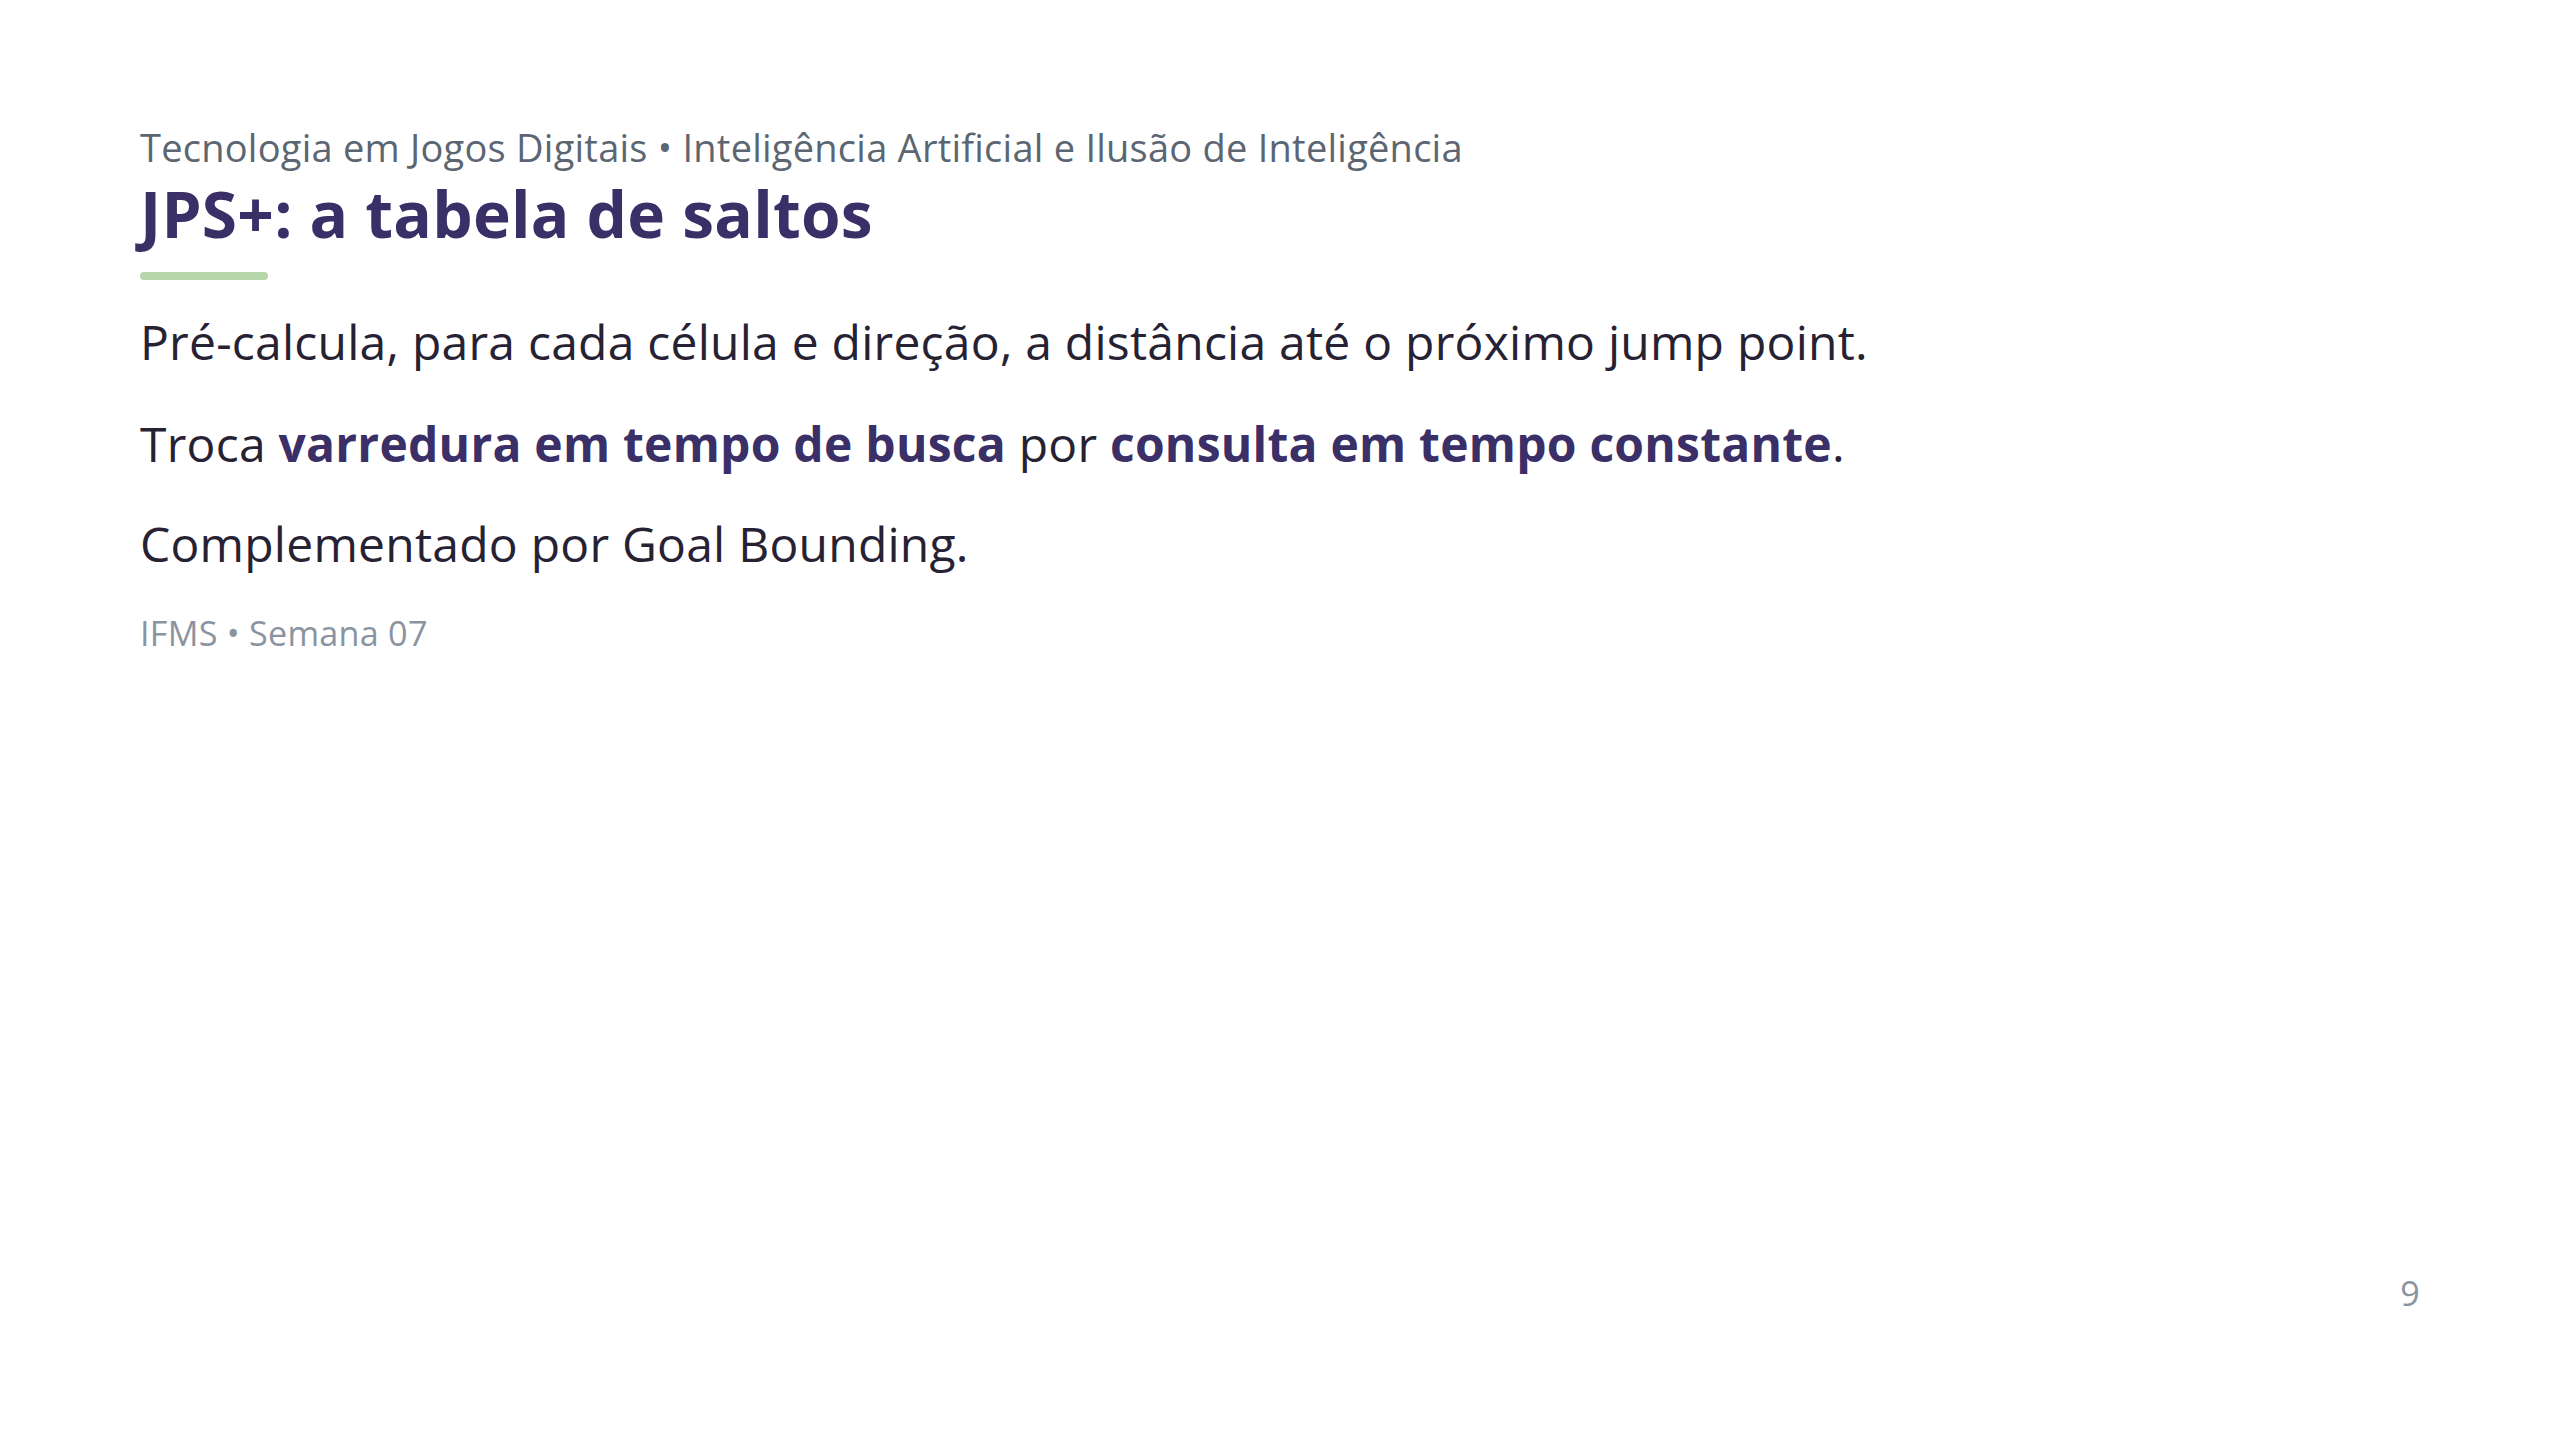 Tecnologia em Jogos Digitais • Inteligência Artificial e Ilusão de Inteligência
JPS+: a tabela de saltos
Pré-calcula, para cada célula e direção, a distância até o próximo jump point.
Troca varredura em tempo de busca por consulta em tempo constante.
Complementado por Goal Bounding.
IFMS • Semana 07
9